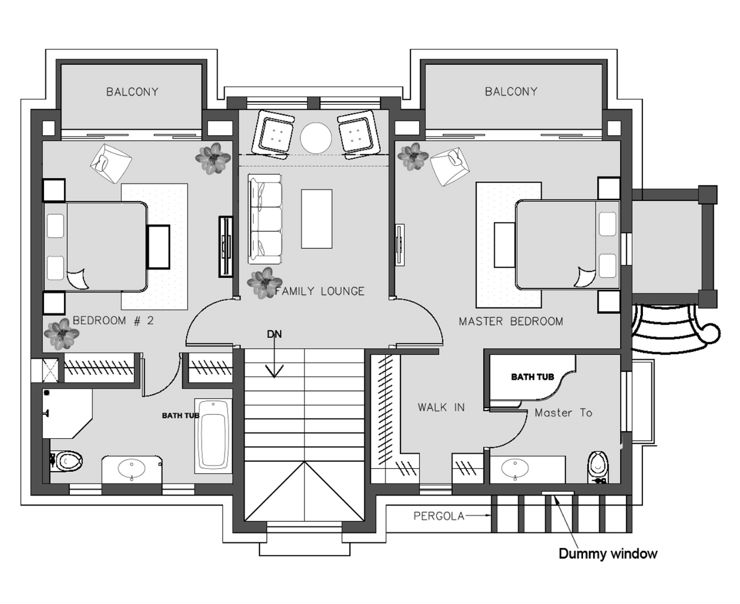 BALCONY
BALCONY
FAMILY LOUNGE
BEDROOM # 2
MASTER BEDROOM
DN
BATH TUB
WALK IN
Master To
BATH TUB
PERGOLA
Dummy window